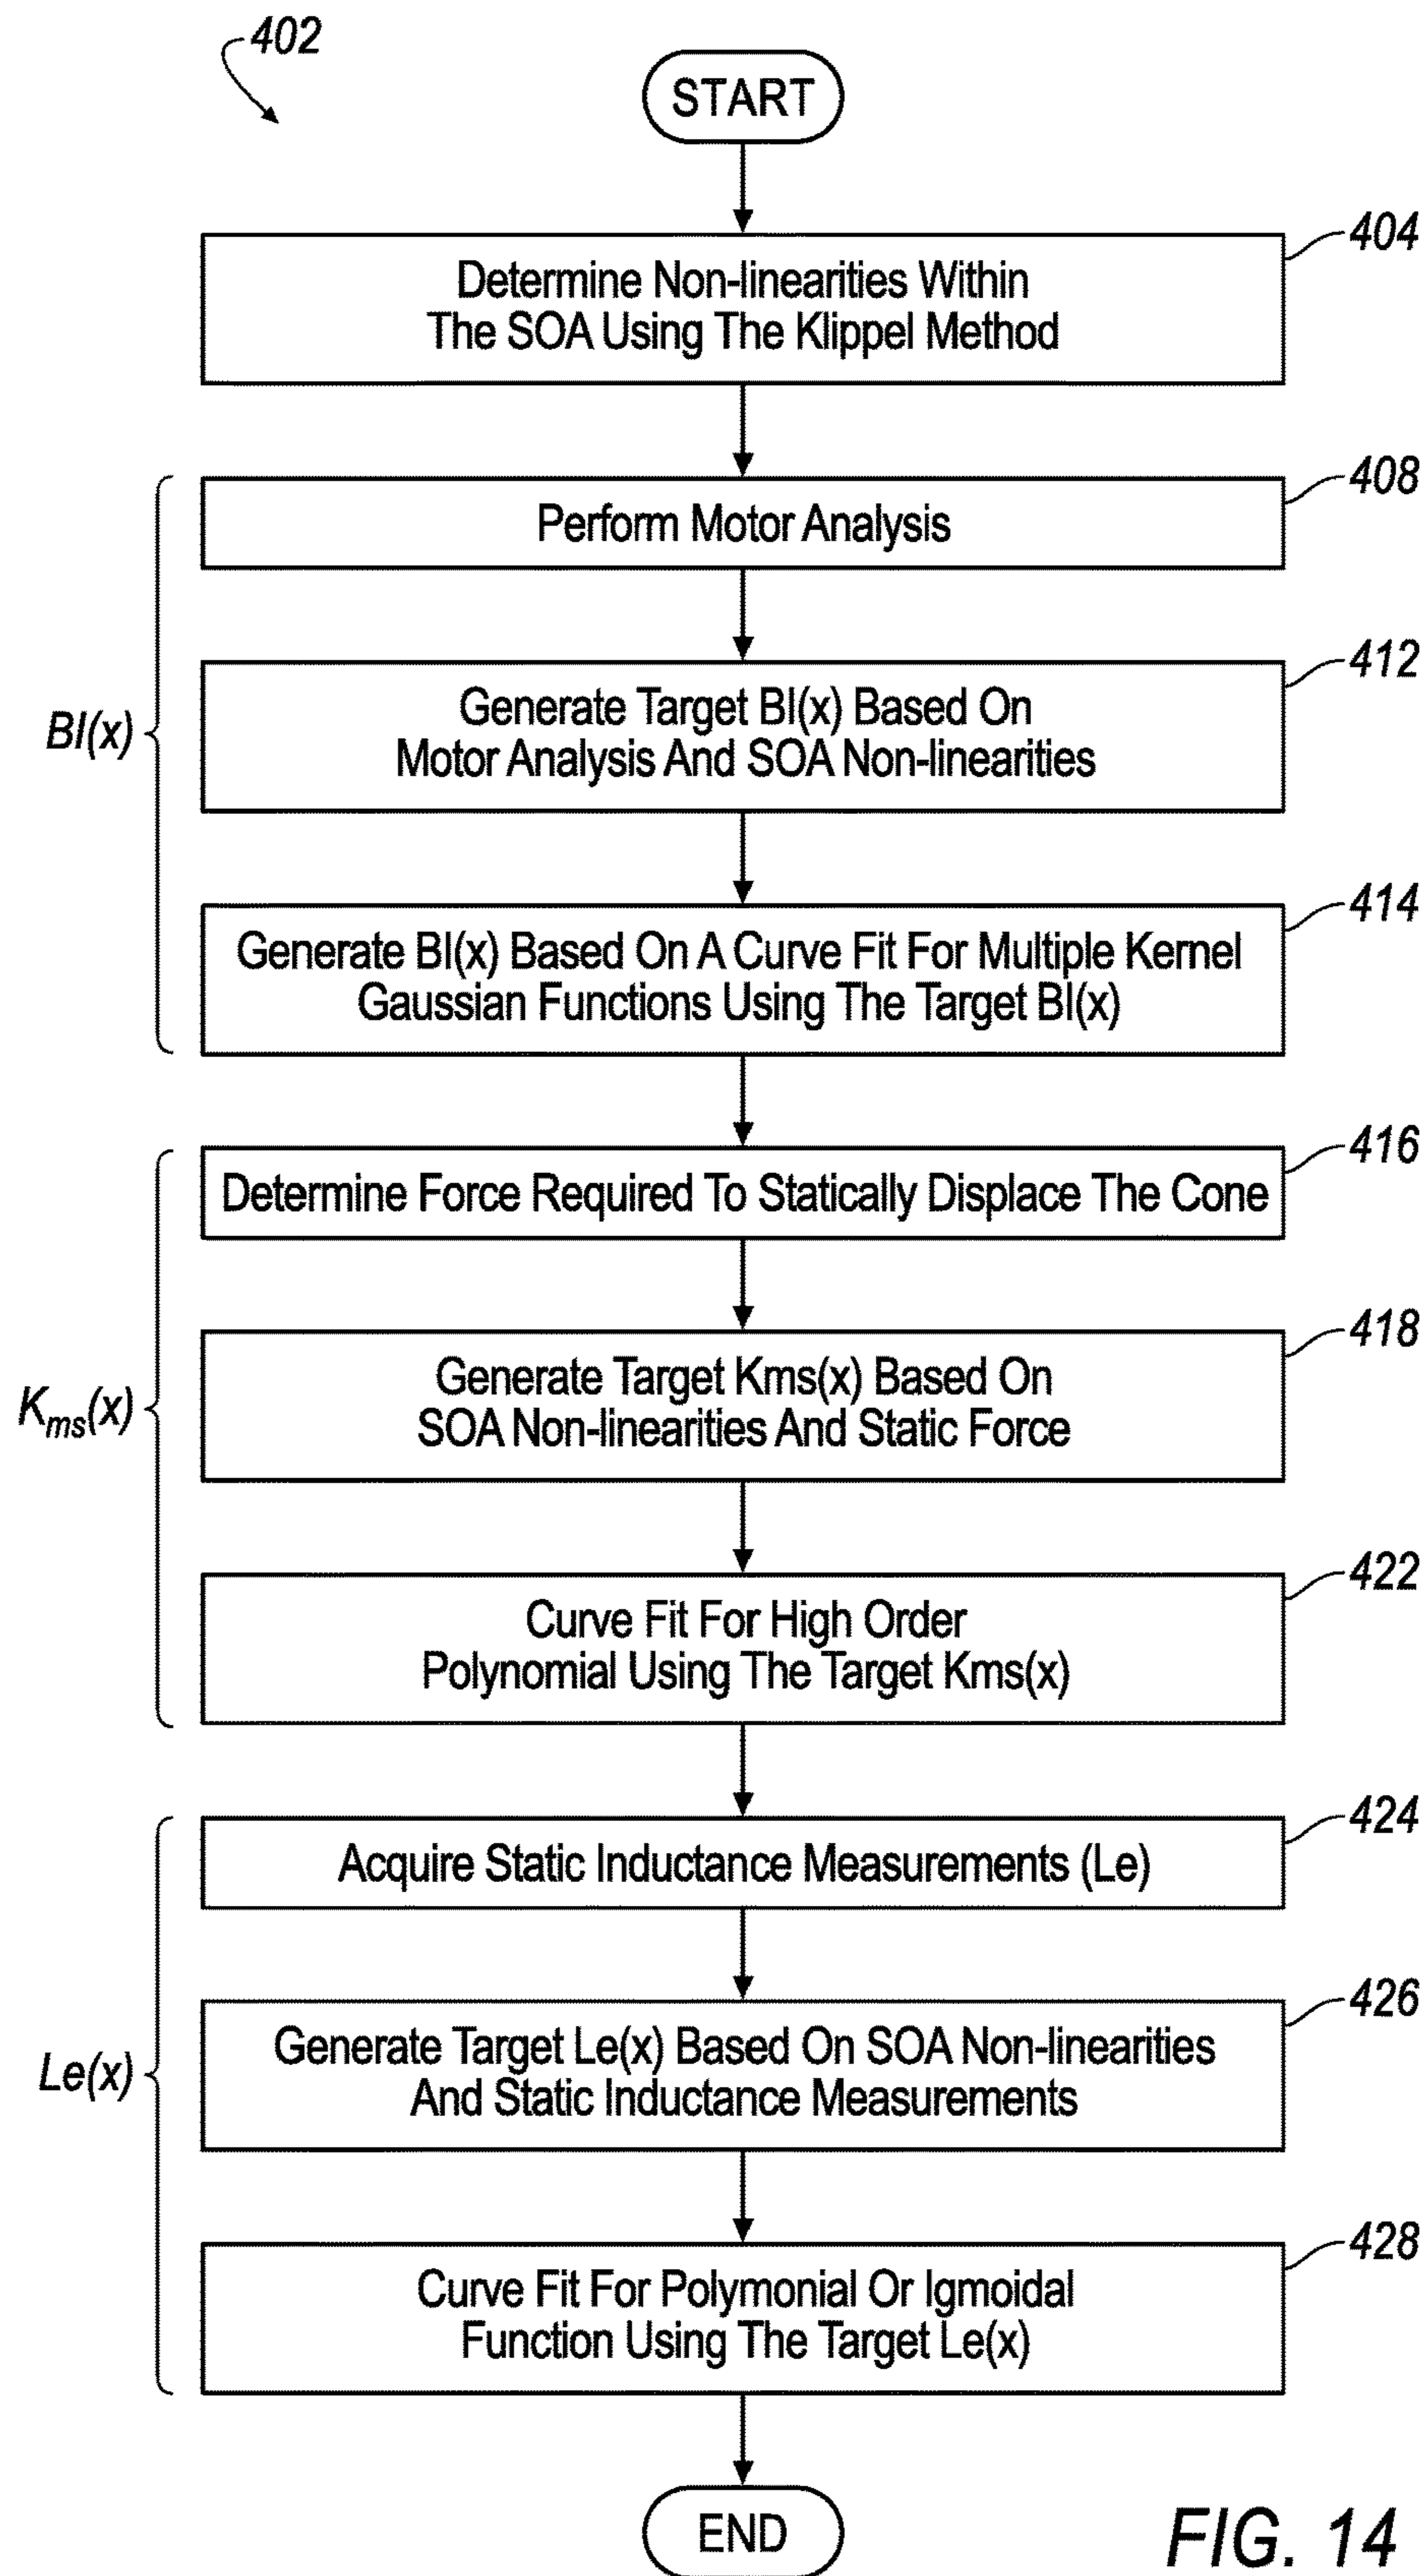 402
START
404
Determine Non-linearities Within
The SOA Using The Klippel Method
408
Perform Motor Analysis
412
Generate Target Bl(x) Based On
Motor Analysis And SOA Non-linearities
Bl(x)
414
Generate Bl(x) Based On A Curve Fit For Multiple Kernel
Gaussian Functions Using The Target Bl(x)
416
Determine Force Required To Statically Displace The Cone
418
Generate Target Kms(x) Based On
SOA Non-linearities And Static Force
Kms(x)
422
Curve Fit For High Order
Polynomial Using The Target Kms(x)
424
Acquire Static Inductance Measurements (Le)
426
Generate Target Le(x) Based On SOA Non-linearities
And Static Inductance Measurements
Le(x)
428
Curve Fit For Polymonial Or Igmoidal
Function Using The Target Le(x)
END
FIG. 14